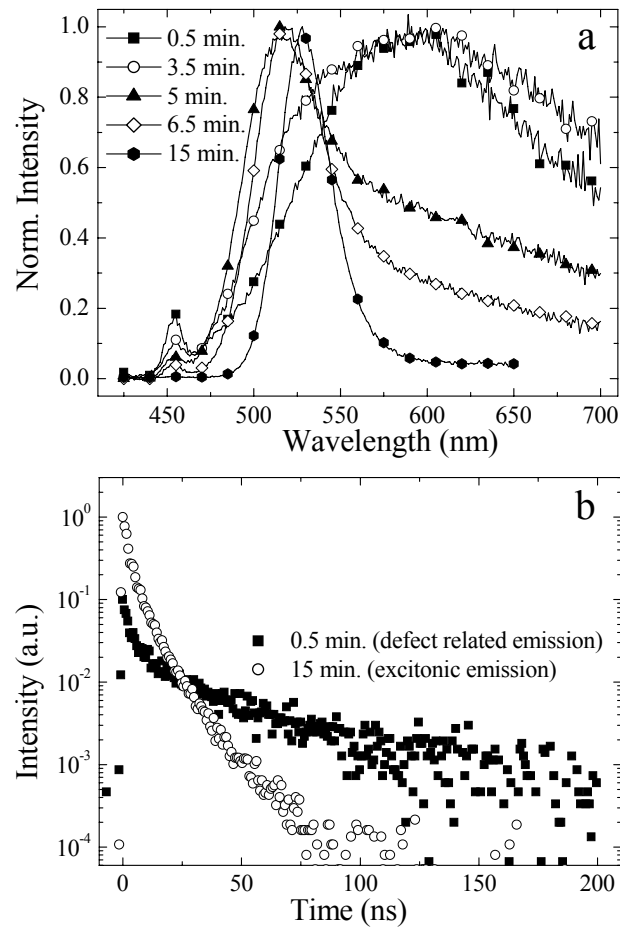 a
0.5 min.
3.5 min.
5 min.
6.5 min.
15 min.
1.0
0.8
0.6
0.4
0.2
0.0
Norm. Intensity
450 500 550 600 650 700
Wavelength (nm)
b
10^0
10^-1
10^-2
10^-3
10^-4
Intensity (a.u.)
0.5 min. (defect related emission)
15 min. (excitonic emission)
0 50 100 150 200
Time (ns)